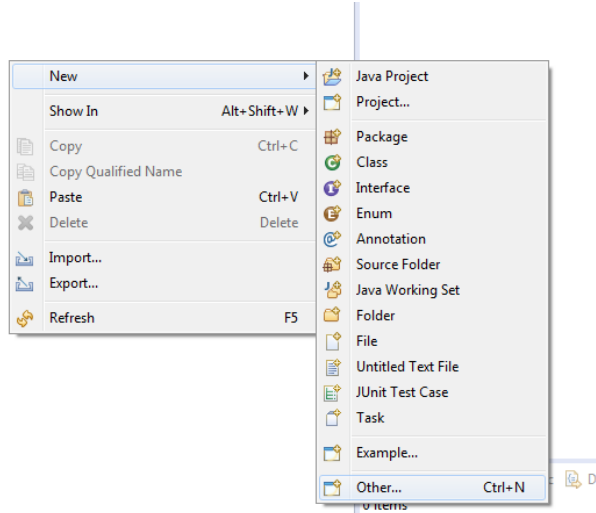 New
Show In Alt+Shift+W
Copy Ctrl+C
Copy Qualified Name
Paste Ctrl+V
Delete Delete
Import...
Export...
Refresh F5
Java Project
Project...
Package
Class
Interface
Enum
Annotation
Source Folder
Java Working Set
Folder
File
Untitled Text File
JUnit Test Case
Task
Example...
Other... Ctrl+N
0 items